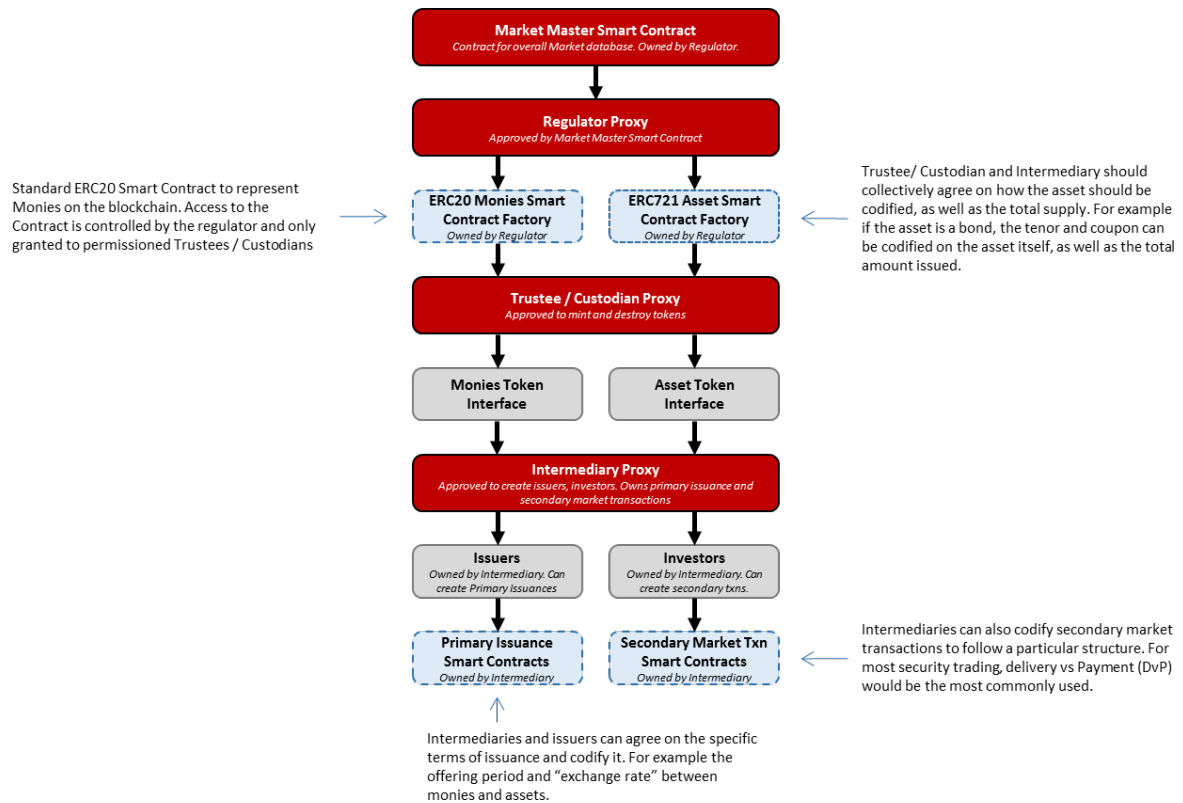 Market Master Smart Contract
Contract for overall Market database. Owned by Regulator.
Regulator Proxy
Approved by Market Master Smart Contract
Standard ERC20 Smart Contract to represent
Monies on the blockchain. Access to the
Contract is controlled by the regulator and only
granted to permissioned Trustees / Custodians
ERC20 Monies Smart
Contract Factory
Owned by Regulator
ERC721 Asset Smart
Contract Factory
Owned by Regulator
Trustee/ Custodian and Intermediary should
collectively agree on how the asset should be
codified, as well as the total supply. For example
if the asset is a bond, the tenor and coupon can
be codified on the asset itself, as well as the total
amount issued.
Trustee / Custodian Proxy
Approved to mint and destroy tokens
Monies Token
Interface
Asset Token
Interface
Intermediary Proxy
Approved to create issuers, investors. Owns primary issuance and
secondary market transactions
Issuers
Owned by Intermediary. Can
create Primary Issuances
Investors
Owned by Intermediary. Can
create secondary txns.
Primary Issuance
Smart Contracts
Owned by Intermediary
Secondary Market Txn
Smart Contracts
Owned by Intermediary
Intermediaries can also codify secondary market
transactions to follow a particular structure. For
most security trading, delivery vs Payment (DvP)
would be the most commonly used.
Intermediaries and issuers can agree on the specific
terms of issuance and codify it. For example the
offering period and “exchange rate” between
monies and assets.